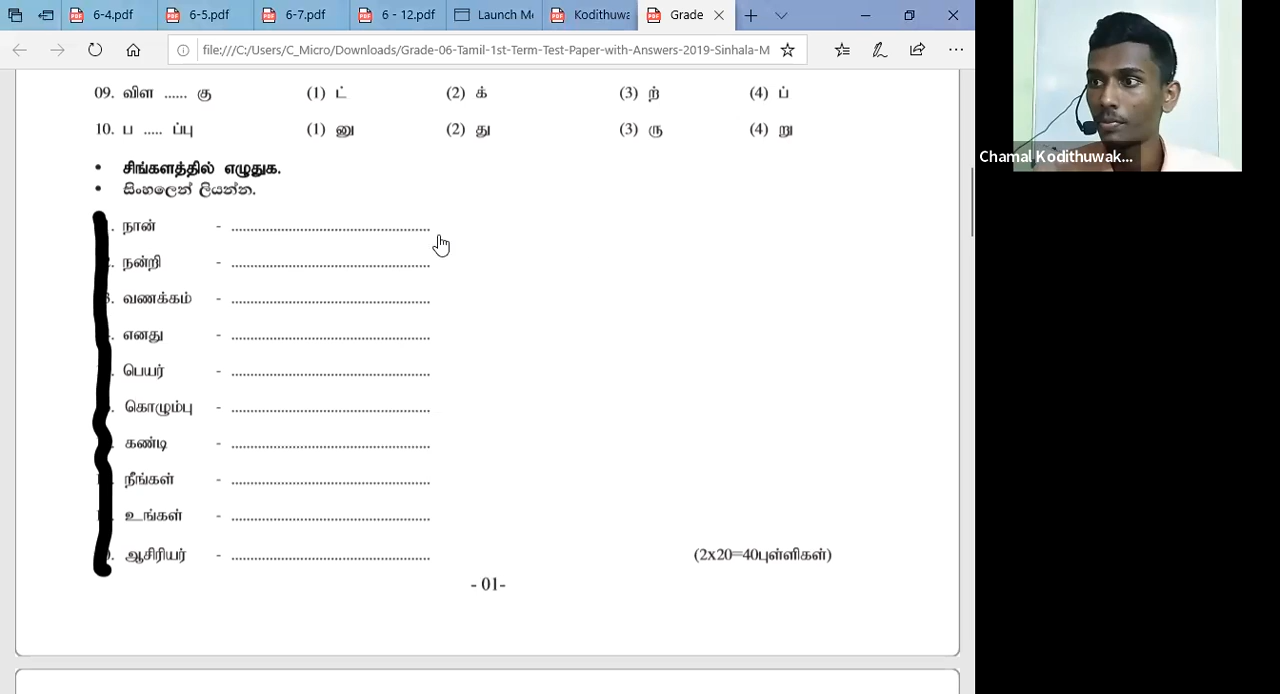 6-4.pdf 6-5.pdf 6-7.pdf 6 - 12.pdf Launch Me Kodithuwa Grade
file:///C:/Users/C_Micro/Downloads/Grade-06-Tamil-1st-Term-Test-Paper-with-Answers-2019-Sinhala-M
09. விள ...... கு (1) ட் (2) க் (3) ற் (4) ப்
10. ப ..... ப்பு (1) னு (2) து (3) ரு (4) று
• சிங்களத்தில் எழுதுக.
• සිංහලෙන් ලියන්න.
. நான் - ..................................................
. நன்றி - ..................................................
3. வணக்கம் - ..................................................
. எனது - ..................................................
. பெயர் - ..................................................
. கொழும்பு - ..................................................
. கண்டி - ..................................................
. நீங்கள் - ..................................................
. உங்கள் - ..................................................
. ஆசிரியர் - .................................................. (2x20=40புள்ளிகள்)
- 01-
Chamal Kodithuwak...